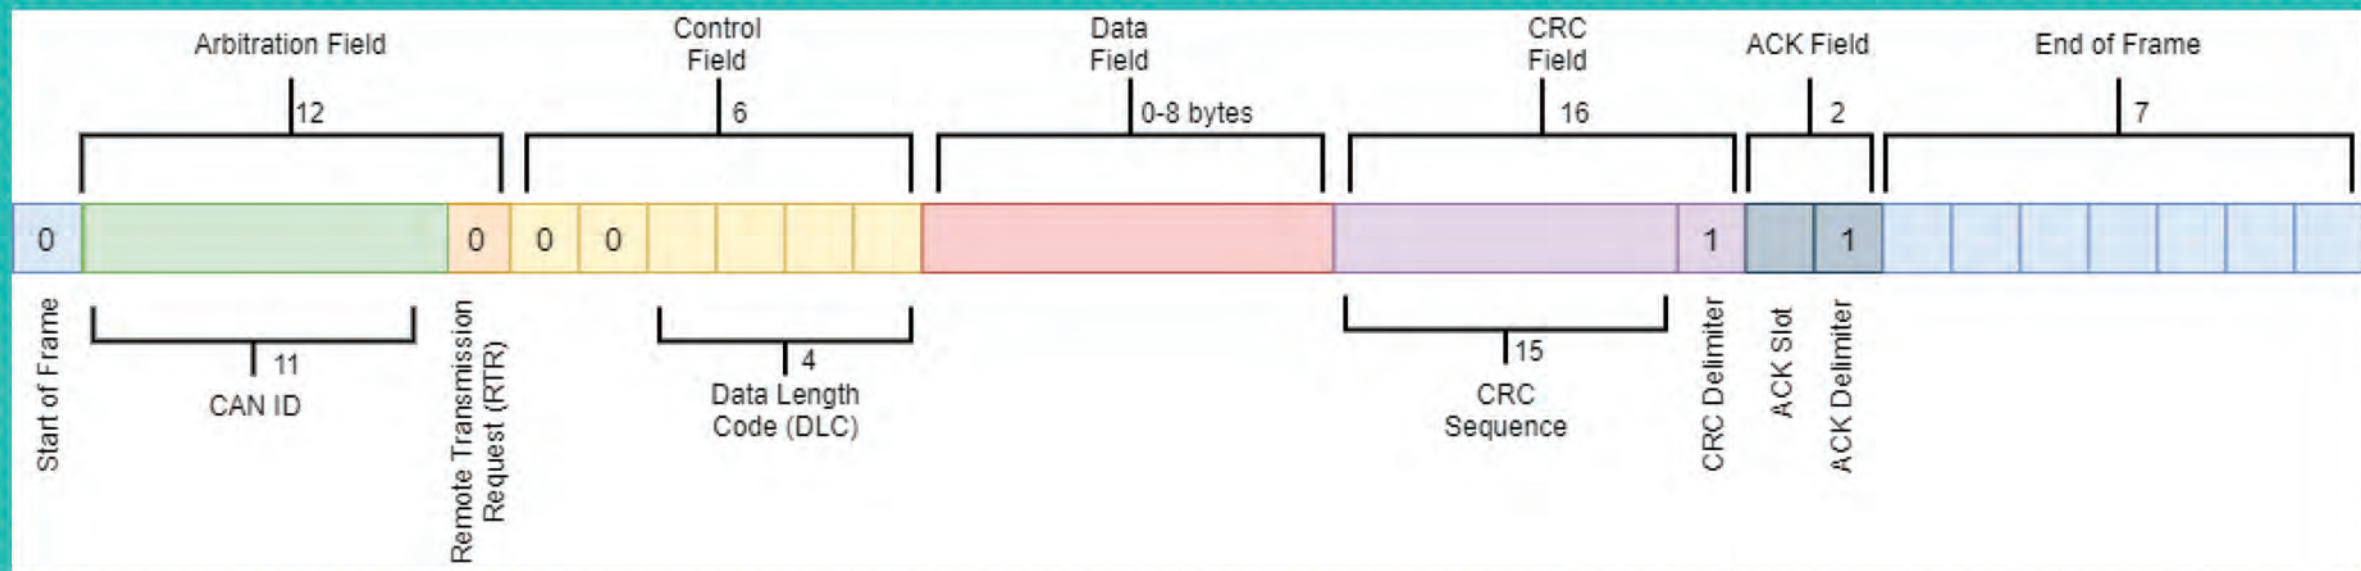 Arbitration Field
12
Control
Field
6
Data
Field
0-8 bytes
CRC
Field
16
ACK Field
2
End of Frame
7
0
0
0
0
1
1
Start of Frame
11
CAN ID
Remote Transmission
Request (RTR)
4
Data Length
Code (DLC)
15
CRC
Sequence
CRC Delimiter
ACK Slot
ACK Delimiter